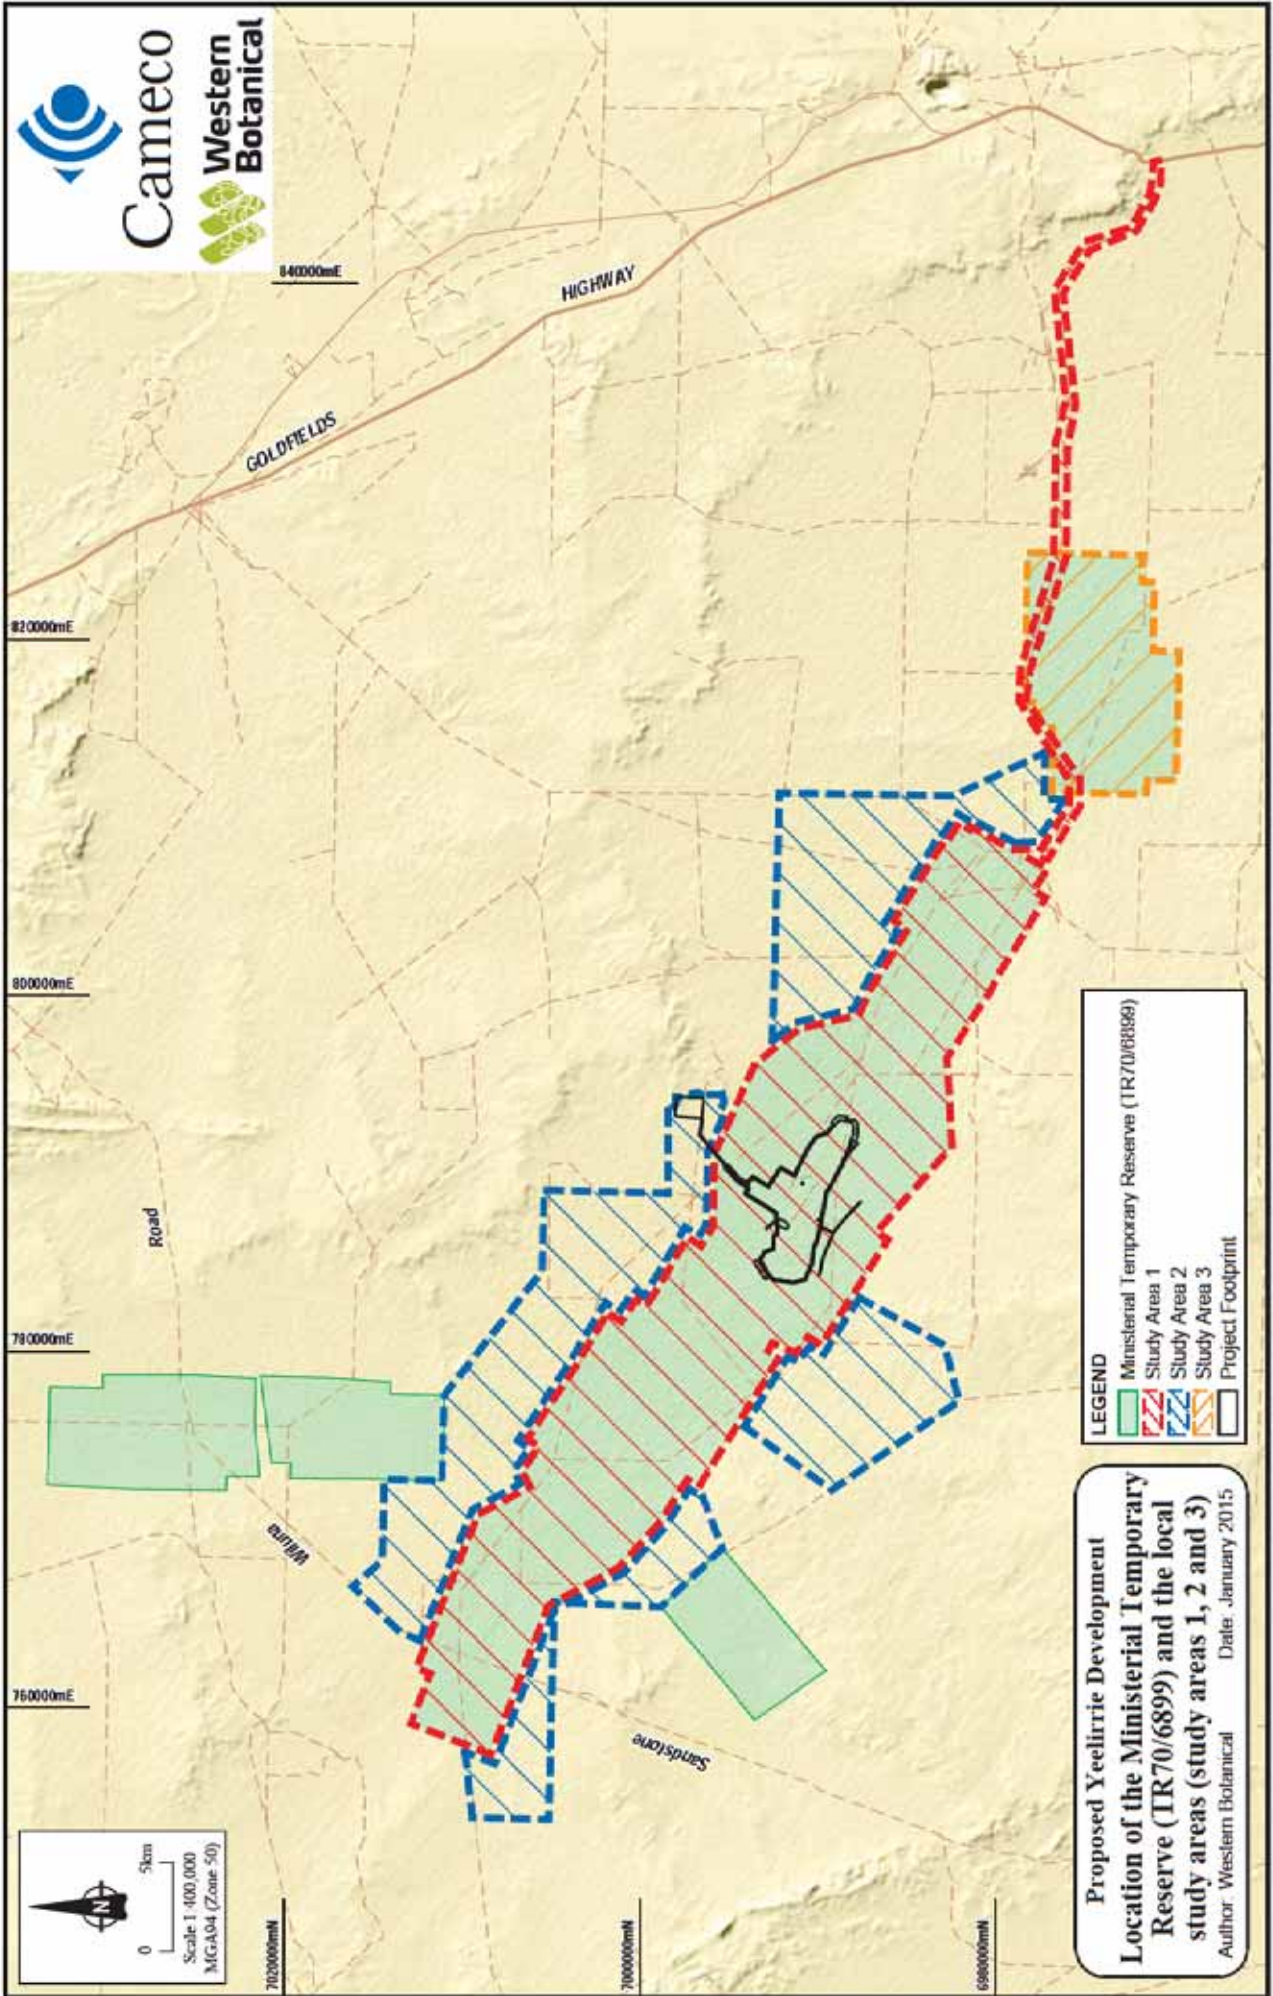 Cameco
Western
Botanical
840000mE
820000mE
800000mE
780000mE
760000mE
7020000mN
7000000mN
6980000mN
GOLDFIELDS
HIGHWAY
Road
Wiluna
Sandstone
N
0 5km
Scale 1:400,000
MGA94 (Zone 50)
LEGEND
Ministerial Temporary Reserve (TR70/6899)
Study Area 1
Study Area 2
Study Area 3
Project Footprint
Proposed Yeelirrie Development
Location of the Ministerial Temporary
Reserve (TR70/6899) and the local
study areas (study areas 1, 2 and 3)
Author: Western Botanical Date: January 2015